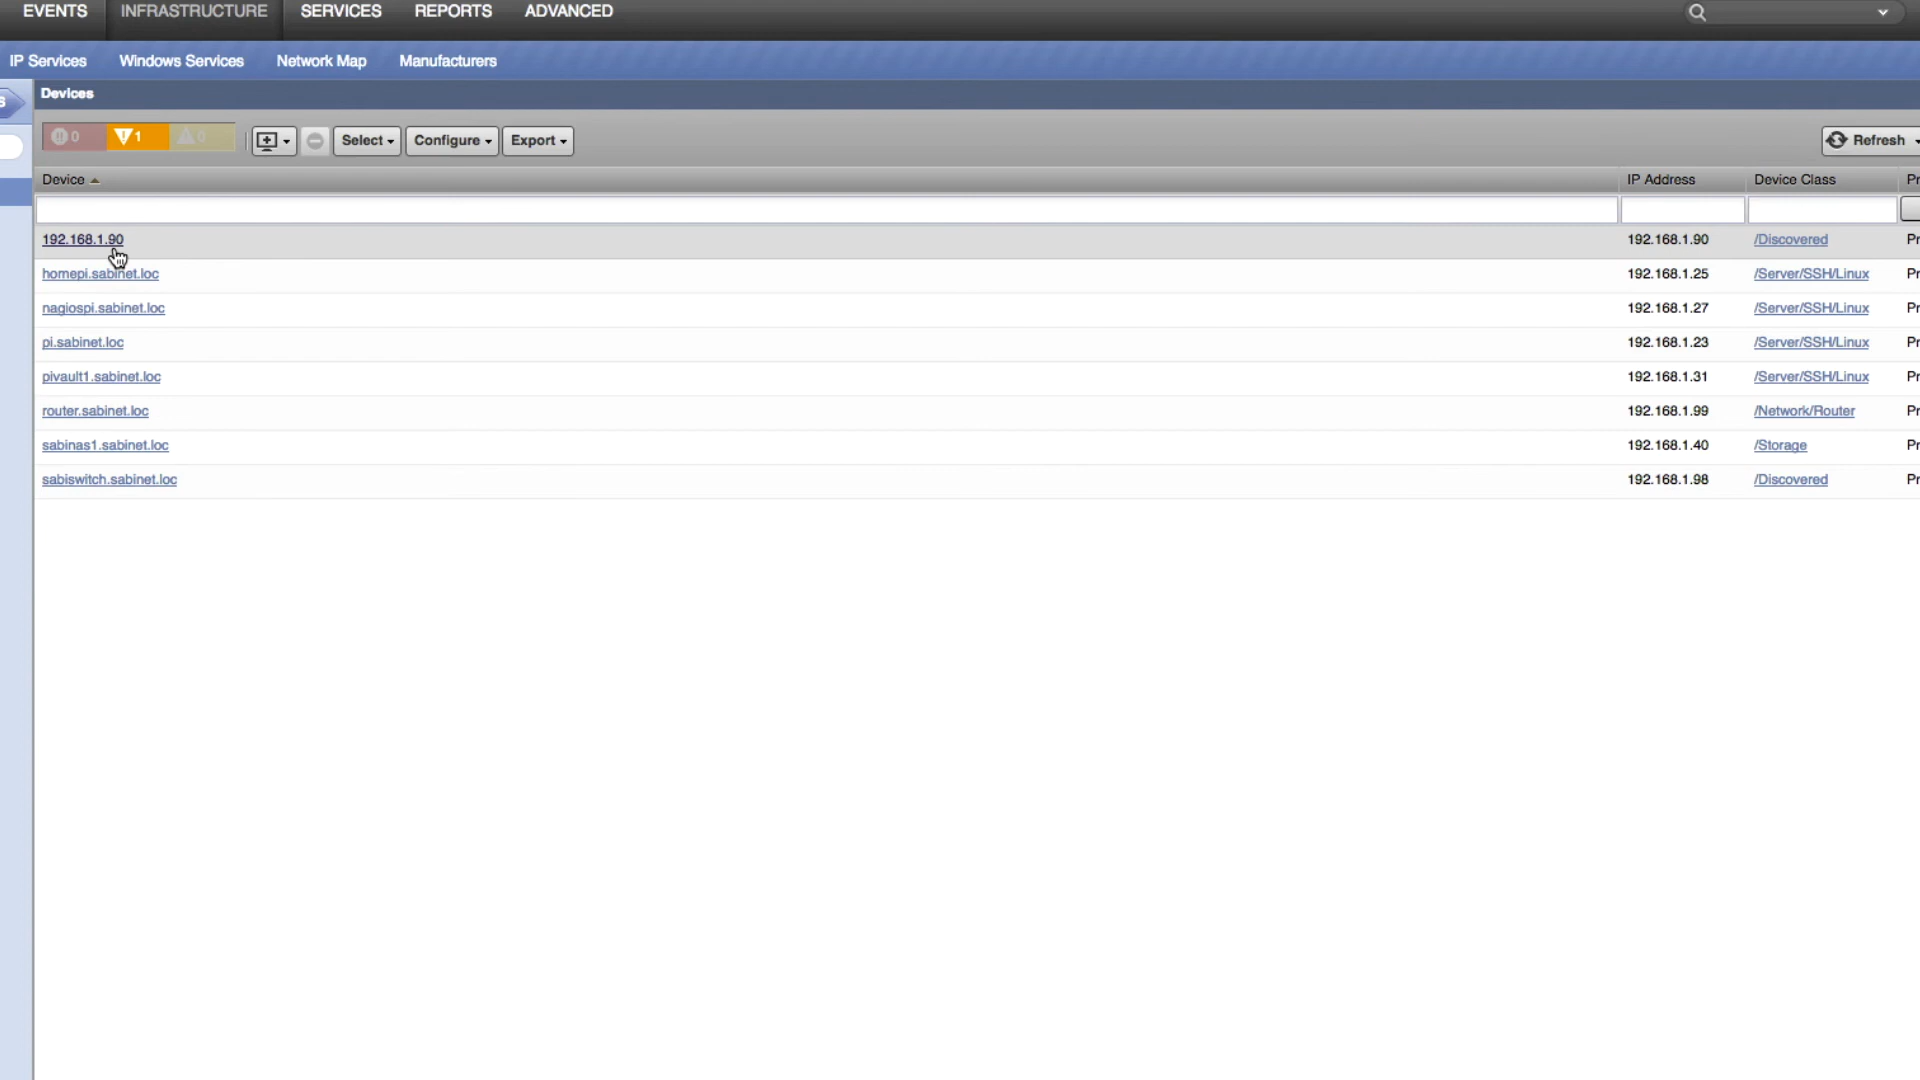 EVENTS INFRASTRUCTURE SERVICES REPORTS ADVANCED
IP Services Windows Services Network Map Manufacturers
Devices
0 1 0 Select Configure Export Refresh
Device IP Address Device Class Pr
192.168.1.90 192.168.1.90 /Discovered Pr
homepi.sabinet.loc 192.168.1.25 /Server/SSH/Linux Pr
nagiospi.sabinet.loc 192.168.1.27 /Server/SSH/Linux Pr
pi.sabinet.loc 192.168.1.23 /Server/SSH/Linux Pr
pivault1.sabinet.loc 192.168.1.31 /Server/SSH/Linux Pr
router.sabinet.loc 192.168.1.99 /Network/Router Pr
sabinas1.sabinet.loc 192.168.1.40 /Storage Pr
sabiswitch.sabinet.loc 192.168.1.98 /Discovered Pr